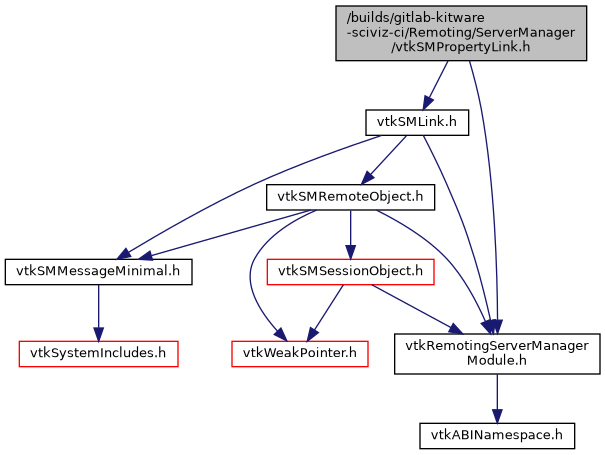 /builds/gitlab-kitware
-sciviz-ci/Remoting/ServerManager
/vtkSMPropertyLink.h
vtkSMLink.h
vtkSMRemoteObject.h
vtkSMMessageMinimal.h
vtkSMSessionObject.h
vtkSystemIncludes.h
vtkWeakPointer.h
vtkRemotingServerManager
Module.h
vtkABINamespace.h